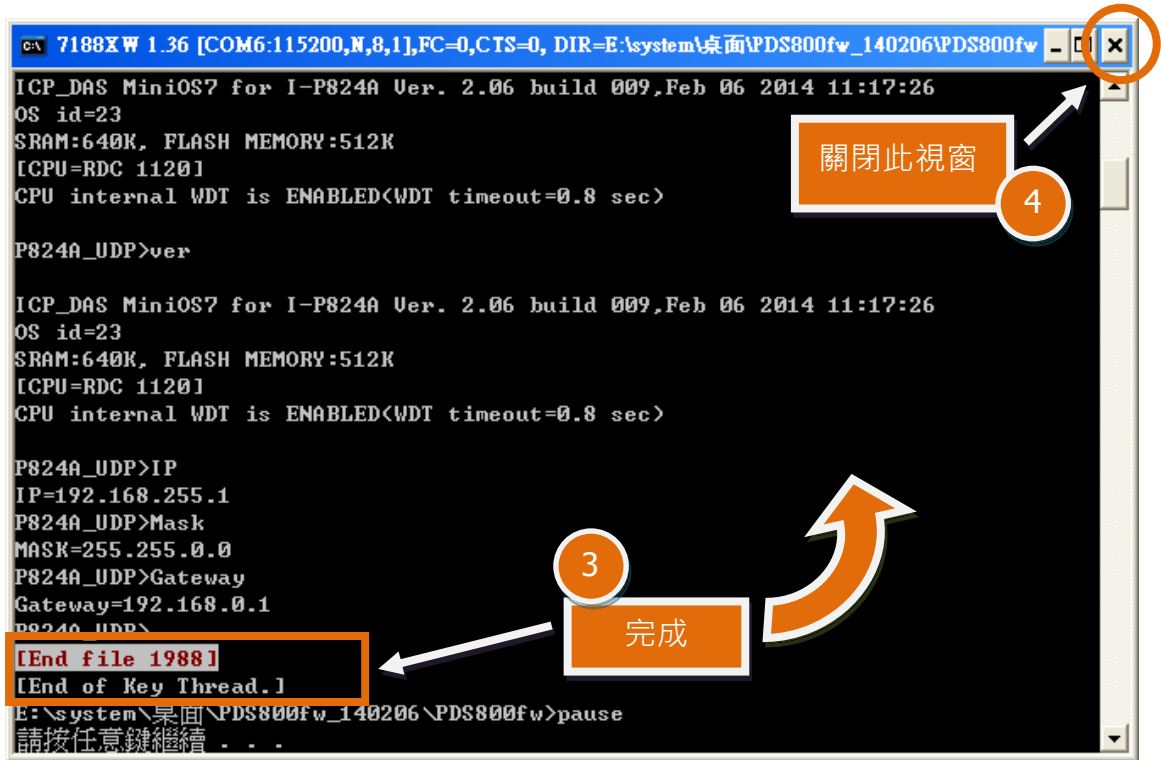 7188XW 1.36 [COM6:115200,N,8,1],FC=0,CTS=0, DIR=E:\system\桌面\PDS800fw_140206\PDS800fw
ICP_DAS MiniOS7 for I-P824A Ver. 2.06 build 009,Feb 06 2014 11:17:26
OS id=23
SRAM:640K, FLASH MEMORY:512K
[CPU=RDC 1120]
CPU internal WDT is ENABLED(WDT timeout=0.8 sec)
關閉此視窗
4
P824A_UDP>ver
ICP_DAS MiniOS7 for I-P824A Ver. 2.06 build 009,Feb 06 2014 11:17:26
OS id=23
SRAM:640K, FLASH MEMORY:512K
[CPU=RDC 1120]
CPU internal WDT is ENABLED(WDT timeout=0.8 sec)
P824A_UDP>IP
IP=192.168.255.1
P824A_UDP>Mask
MASK=255.255.0.0
P824A_UDP>Gateway
Gateway=192.168.0.1
P824A_UDP>
3
完成
[End file 1988]
[End of Key Thread.]
E:\system\桌面\PDS800fw_140206\PDS800fw>pause
請按任意鍵繼續 . . .